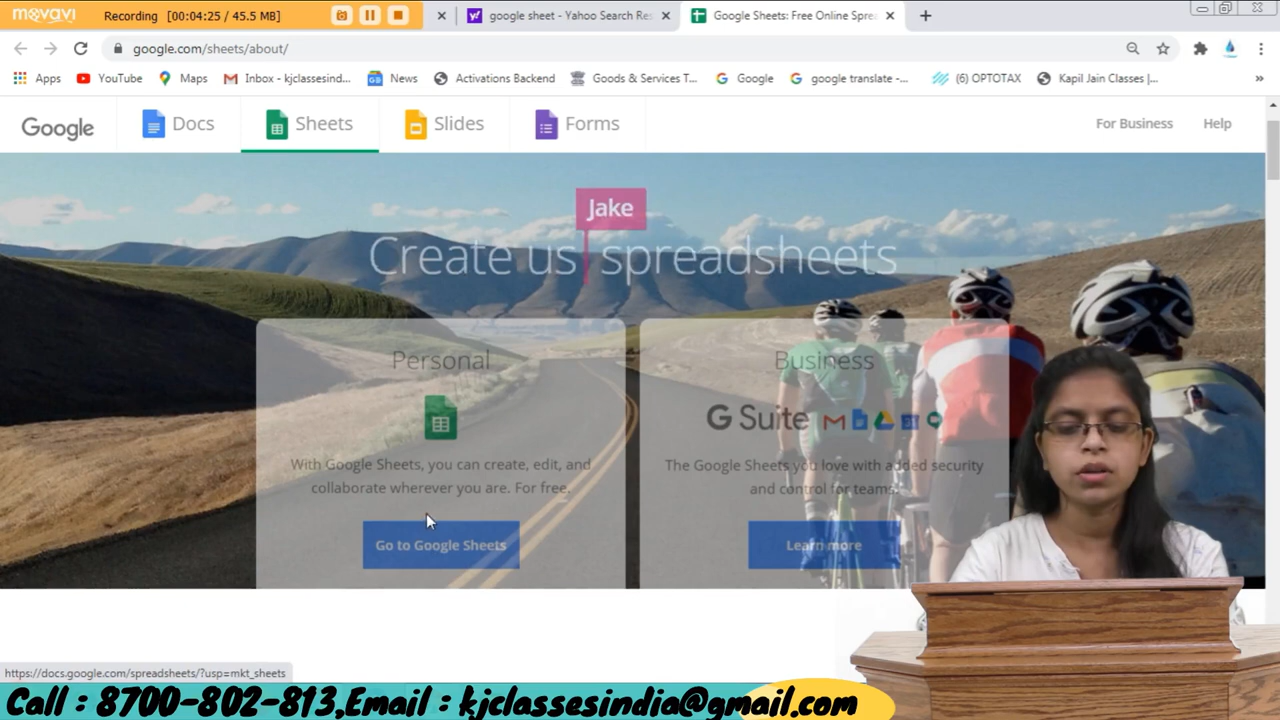 movavi Recording [00:04:25 / 45.5 MB]
google sheet - Yahoo Search Res
Google Sheets: Free Online Spre
google.com/sheets/about/
Apps YouTube Maps Inbox - kjclassesind... News Activations Backend Goods & Services T... Google google translate -... (6) OPTOTAX Kapil Jain Classes |... »
Google Docs Sheets Slides Forms For Business Help
Jake
Create us spreadsheets
Personal
With Google Sheets, you can create, edit, and
collaborate wherever you are. For free.
Go to Google Sheets
Business
G Suite
The Google Sheets you love with added security
and control for teams.
Learn more
https://docs.google.com/spreadsheets/?usp=mkt_sheets
Call : 8700-802-813,Email : kjclassesindia@gmail.com